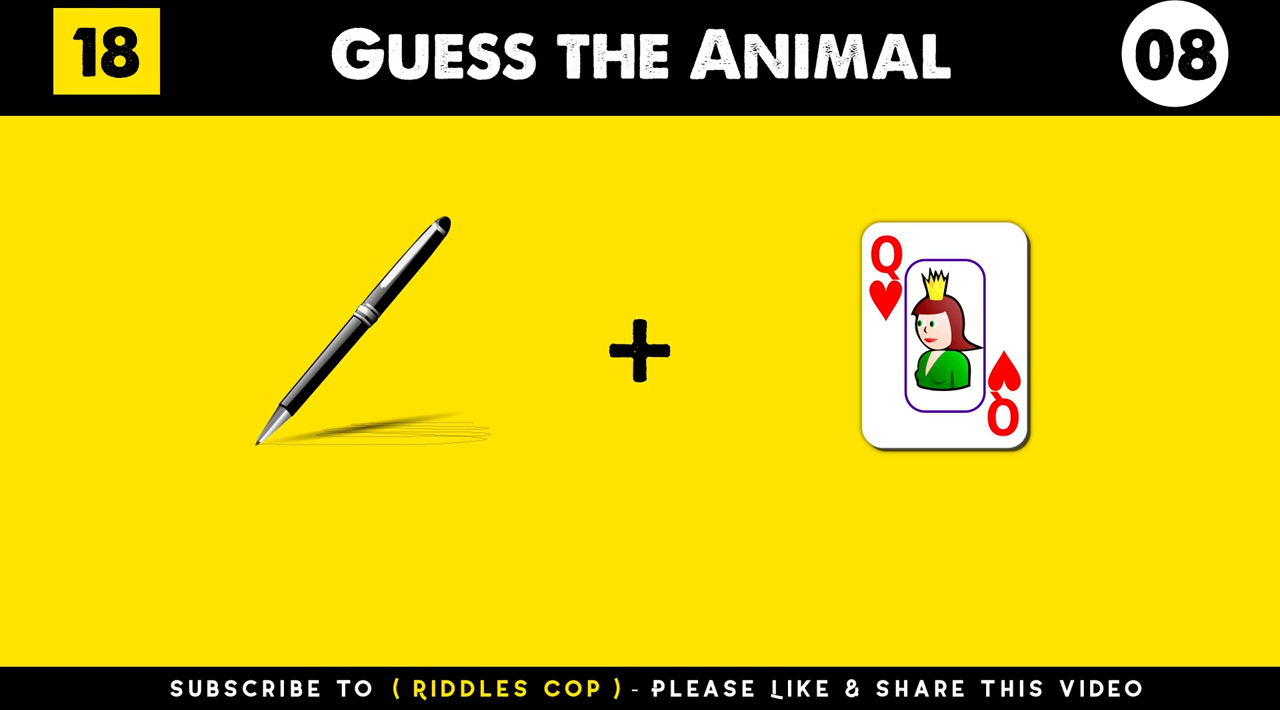 18
GUESS THE ANIMAL
08
Q
Q
SUBSCRIBE TO ( RIDDLES COP ) - PLEASE LIKE & SHARE THIS VIDEO